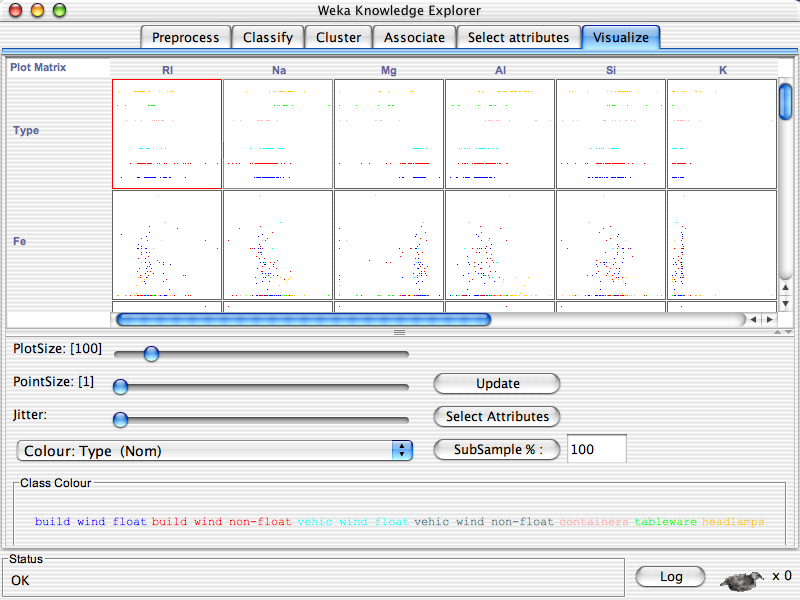 Weka Knowledge Explorer
Preprocess Classify Cluster Associate Select attributes Visualize
Plot Matrix RI Na Mg Al Si K
Type
Fe
PlotSize: [100]
PointSize: [1] Update
Jitter: Select Attributes
Colour: Type (Nom) SubSample % : 100
Class Colour
build wind float build wind non-float vehic wind float vehic wind non-float containers tableware headlamps
Status
OK Log x 0